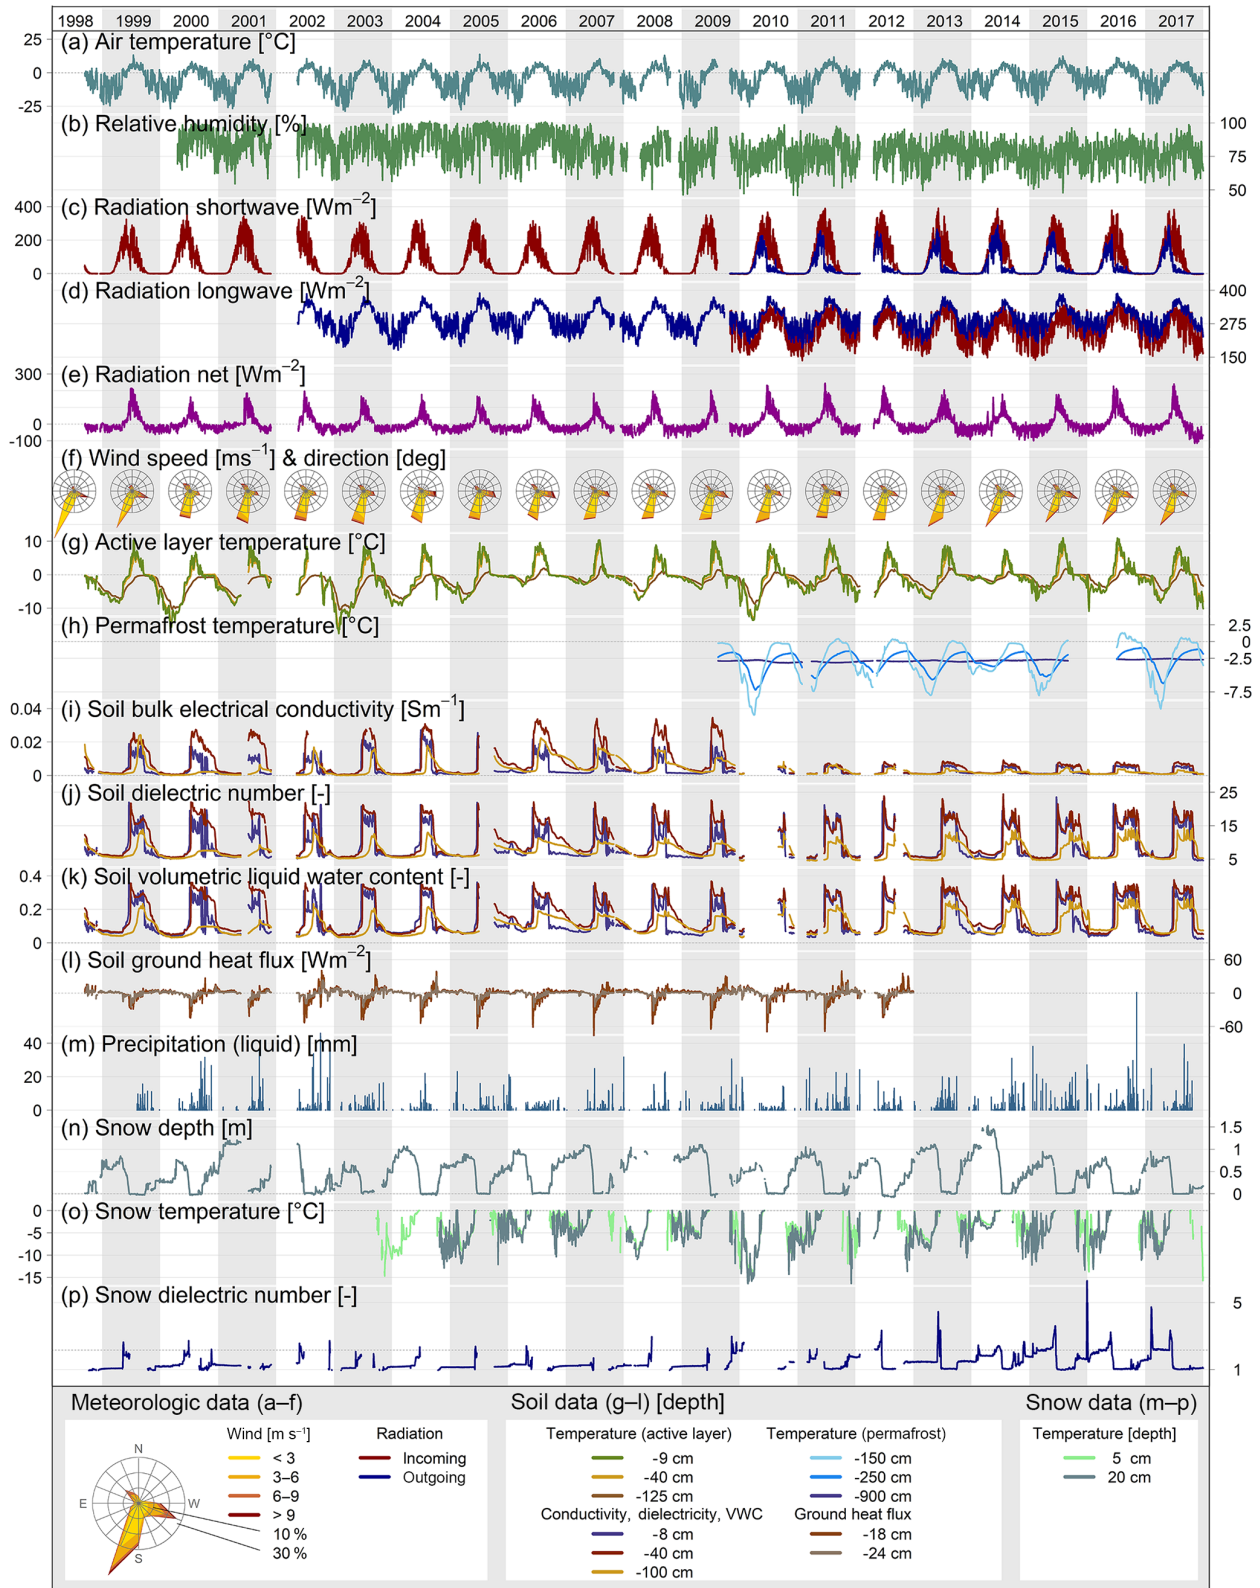 1998 1999 2000 2001 2002 2003 2004 2005 2006 2007 2008 2009 2010 2011 2012 2013 2014 2015 2016 2017
(a) Air temperature [°C]
25
0
-25
(b) Relative humidity [%]
100
75
50
(c) Radiation shortwave [Wm⁻²]
400
200
0
(d) Radiation longwave [Wm⁻²]
400
275
150
(e) Radiation net [Wm⁻²]
300
0
-100
(f) Wind speed [ms⁻¹] & direction [deg]
(g) Active layer temperature [°C]
10
0
-10
(h) Permafrost temperature [°C]
2.5
0
-2.5
-7.5
(i) Soil bulk electrical conductivity [Sm⁻¹]
0.04
0.02
0
(j) Soil dielectric number [-]
25
15
5
(k) Soil volumetric liquid water content [-]
0.4
0.2
0
(l) Soil ground heat flux [Wm⁻²]
60
0
-60
(m) Precipitation (liquid) [mm]
40
20
0
(n) Snow depth [m]
1.5
1
0.5
0
(o) Snow temperature [°C]
0
-5
-10
-15
(p) Snow dielectric number [-]
5
1
Meteorologic data (a–f)
Wind [m s⁻¹]
< 3
3–6
6–9
> 9
10 %
30 %
N
E
W
S
Radiation
Incoming
Outgoing
Soil data (g–l) [depth]
Temperature (active layer)
-9 cm
-40 cm
-125 cm
Conductivity, dielectricity, VWC
-8 cm
-40 cm
-100 cm
Temperature (permafrost)
-150 cm
-250 cm
-900 cm
Ground heat flux
-18 cm
-24 cm
Snow data (m–p)
Temperature [depth]
5 cm
20 cm